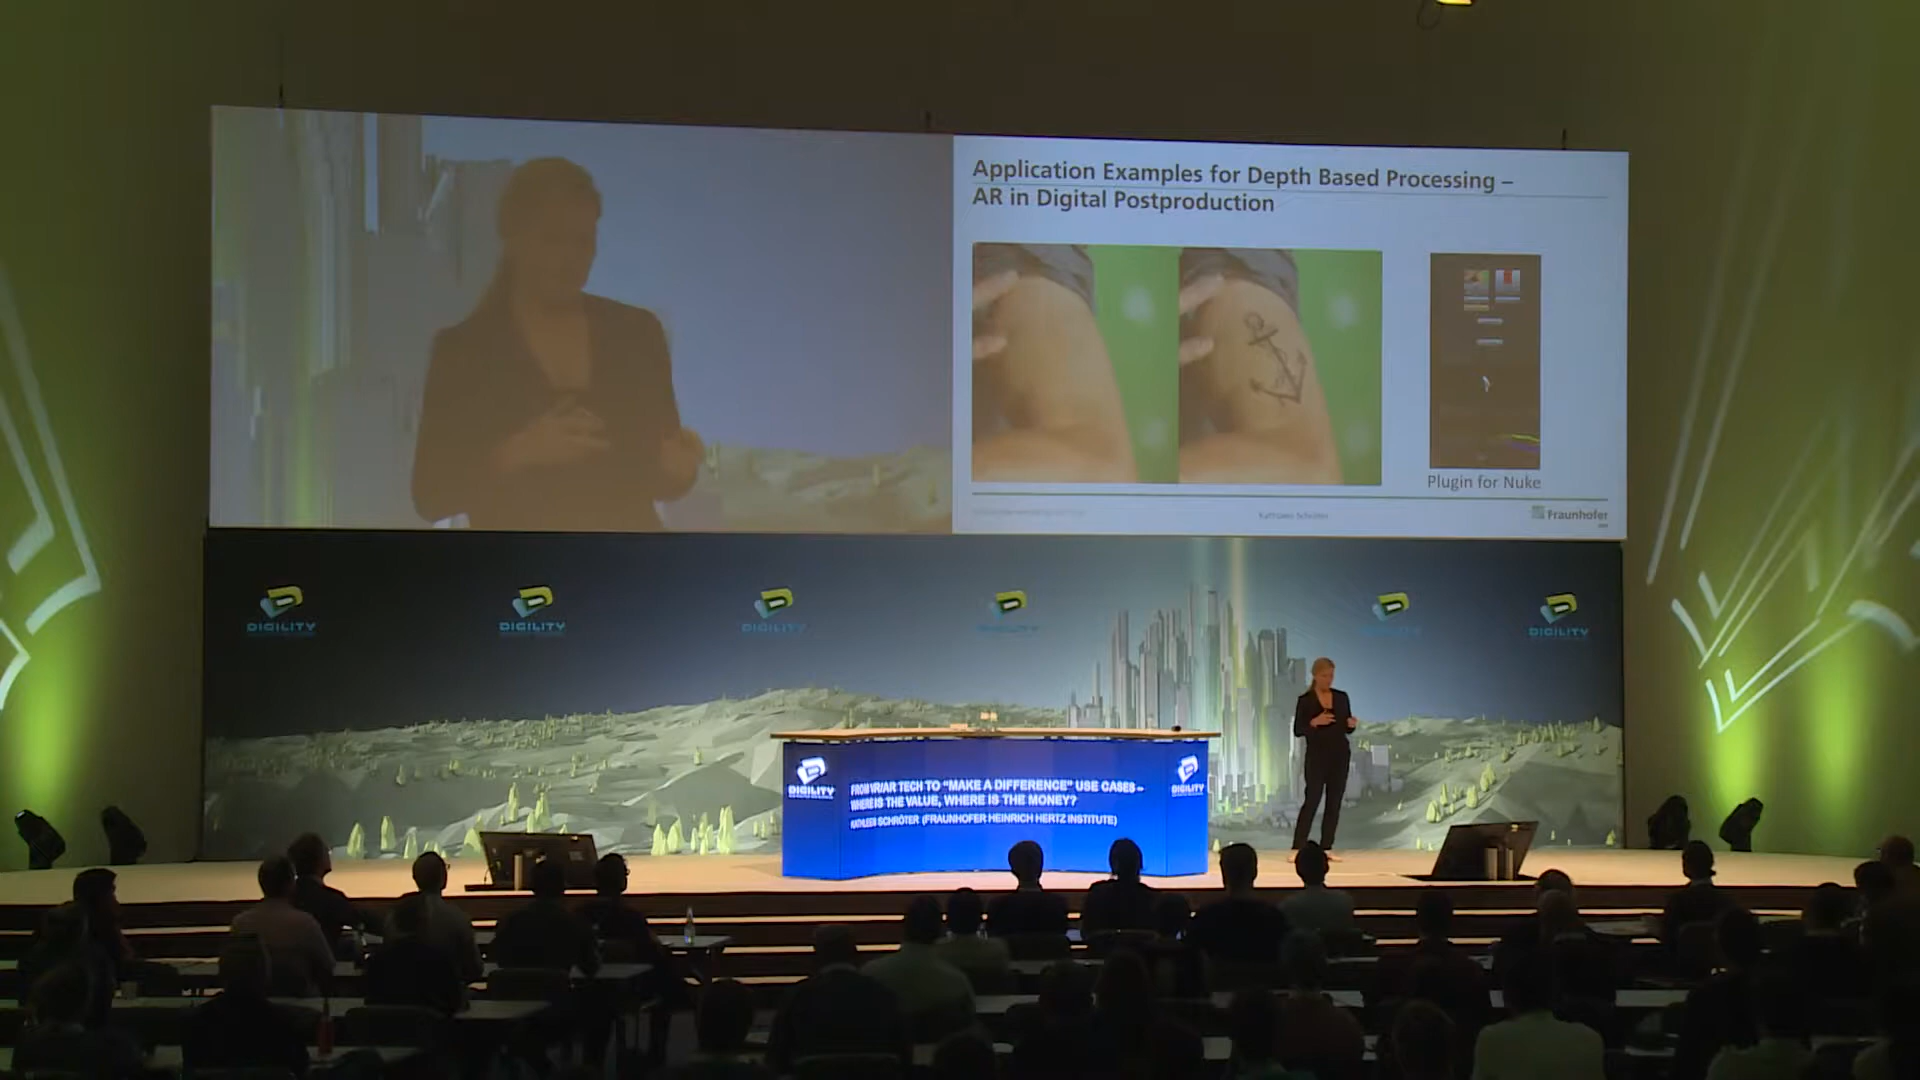 Application Examples for Depth Based Processing –
AR in Digital Postproduction
Plugin for Nuke
Kathleen Schröter
Fraunhofer
DIGILITY
DIGILITY
DIGILITY
DIGILITY
DIGILITY
DIGILITY
FROM VR/AR TECH TO "MAKE A DIFFERENCE" USE CASES –
WHERE IS THE VALUE, WHERE IS THE MONEY?
KATHLEEN SCHRÖTER (FRAUNHOFER HEINRICH HERTZ INSTITUTE)
DIGILITY